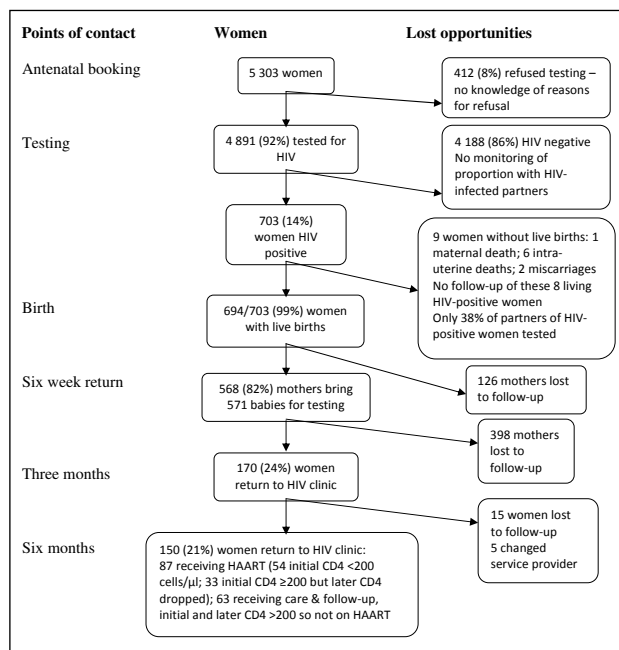 Points of contact
Women
Lost opportunities
Antenatal booking
5 303 women
412 (8%) refused testing –
no knowledge of reasons
for refusal
Testing
4 891 (92%) tested for
HIV
4 188 (86%) HIV negative
No monitoring of
proportion with HIV-
infected partners
703 (14%)
women HIV
positive
9 women without live births: 1
maternal death; 6 intra-
uterine deaths; 2 miscarriages
No follow-up of these 8 living
HIV-positive women
Only 38% of partners of HIV-
positive women tested
Birth
694/703 (99%) women
with live births
Six week return
568 (82%) mothers bring
571 babies for testing
126 mothers lost
to follow-up
398 mothers
lost to
follow-up
Three months
170 (24%) women
return to HIV clinic
15 women lost
to follow-up
5 changed
service provider
Six months
150 (21%) women return to HIV clinic:
87 receiving HAART (54 initial CD4 <200
cells/µl; 33 initial CD4 ≥200 but later CD4
dropped); 63 receiving care & follow-up,
initial and later CD4 >200 so not on HAART